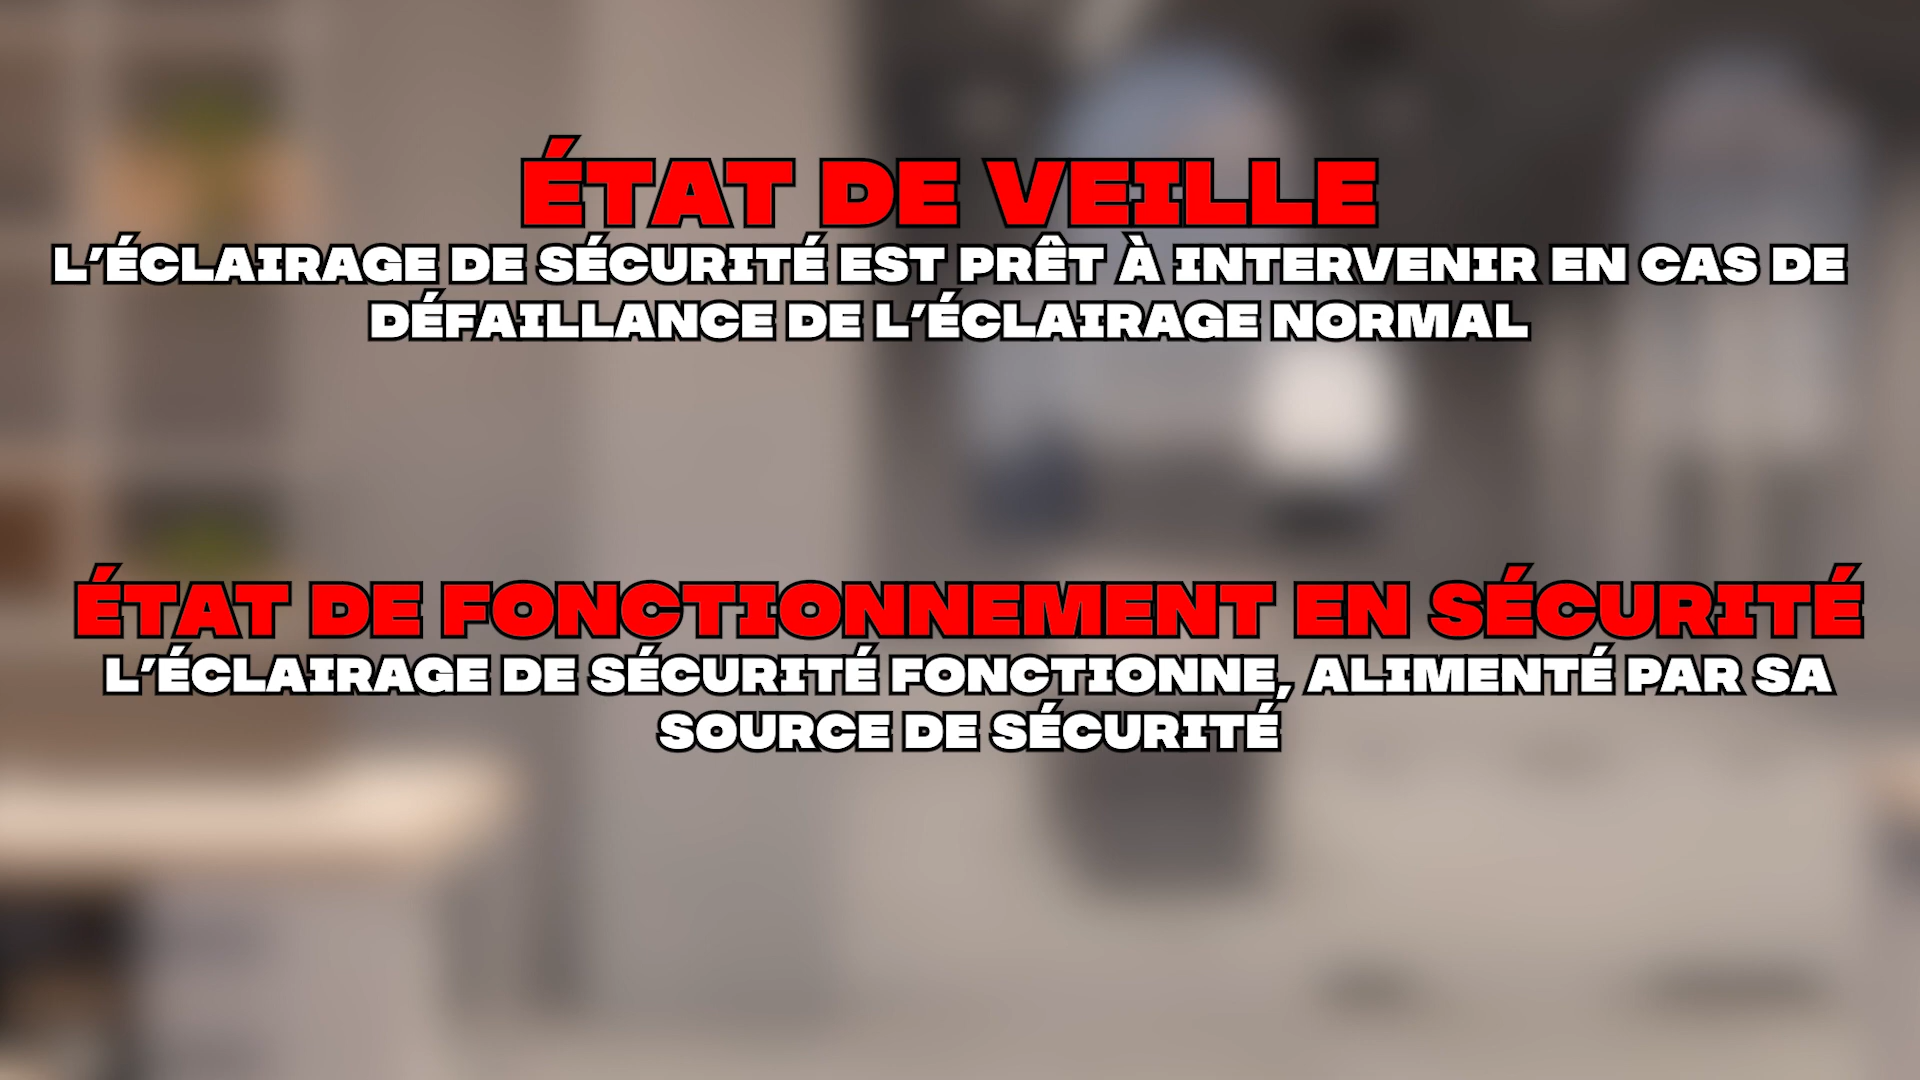 ÉTAT DE VEILLE
L'ÉCLAIRAGE DE SÉCURITÉ EST PRÊT À INTERVENIR EN CAS DE
DÉFAILLANCE DE L'ÉCLAIRAGE NORMAL
ÉTAT DE FONCTIONNEMENT EN SÉCURITÉ
L'ÉCLAIRAGE DE SÉCURITÉ FONCTIONNE, ALIMENTÉ PAR SA
SOURCE DE SÉCURITÉ